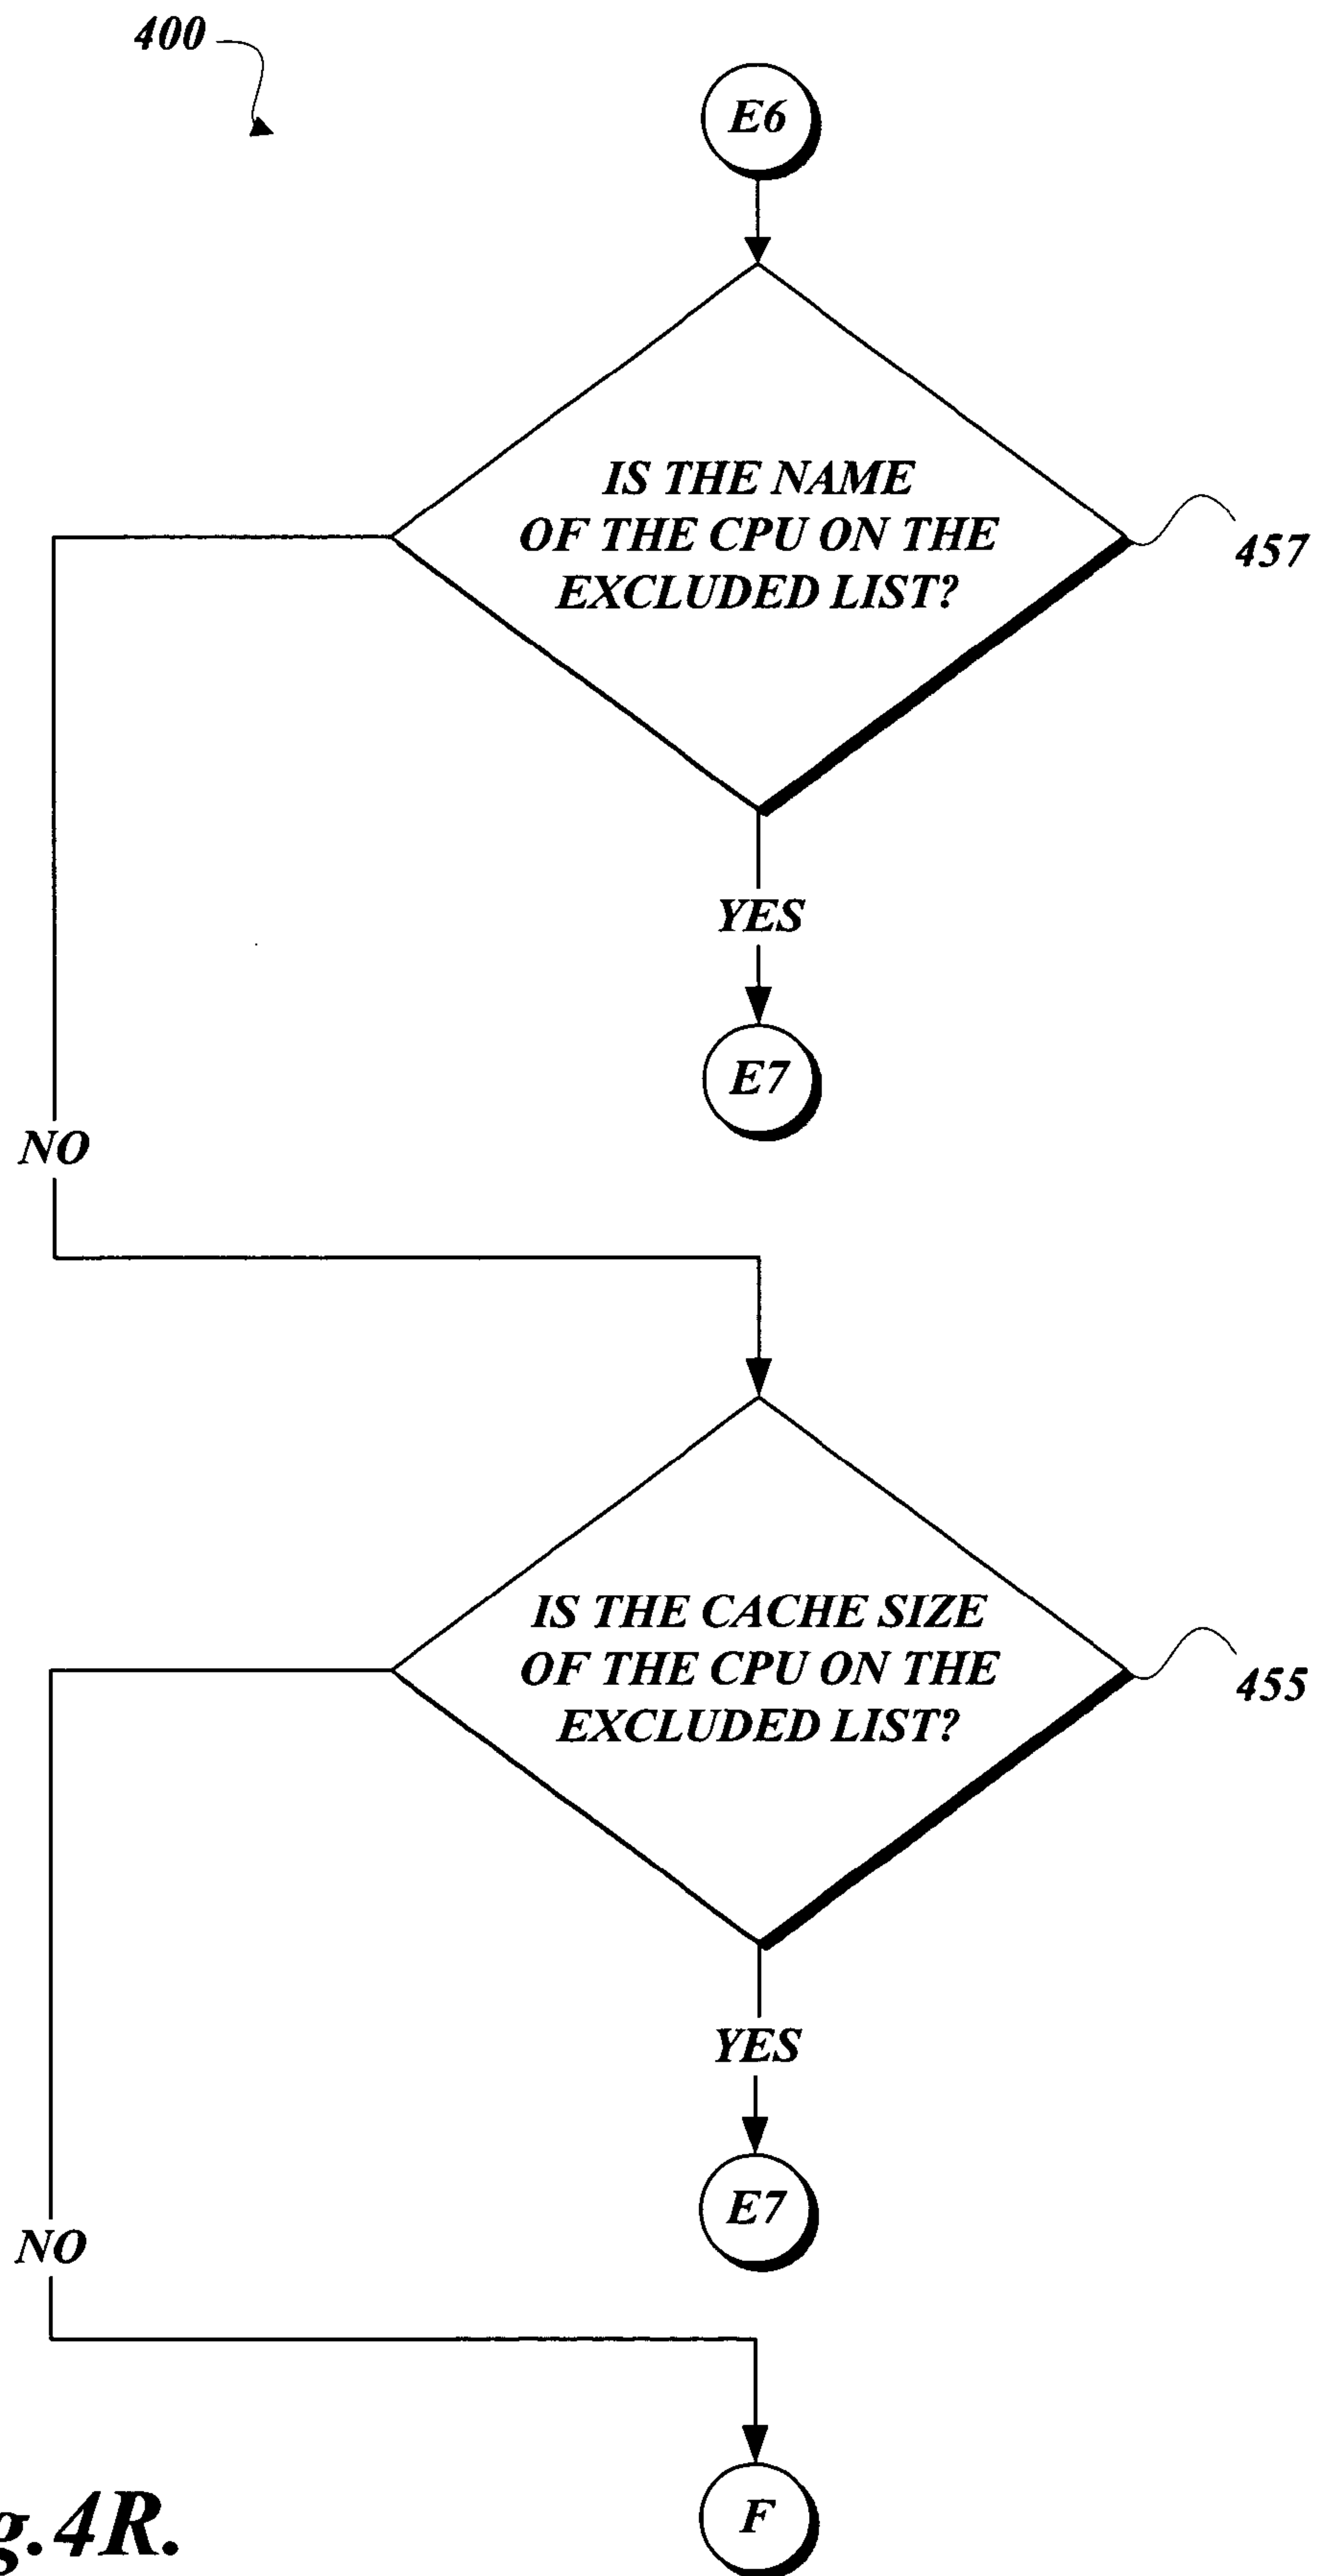 400
E6
IS THE NAME
OF THE CPU ON THE
EXCLUDED LIST?
457
YES
E7
NO
IS THE CACHE SIZE
OF THE CPU ON THE
EXCLUDED LIST?
455
YES
E7
NO
F
g.4R.